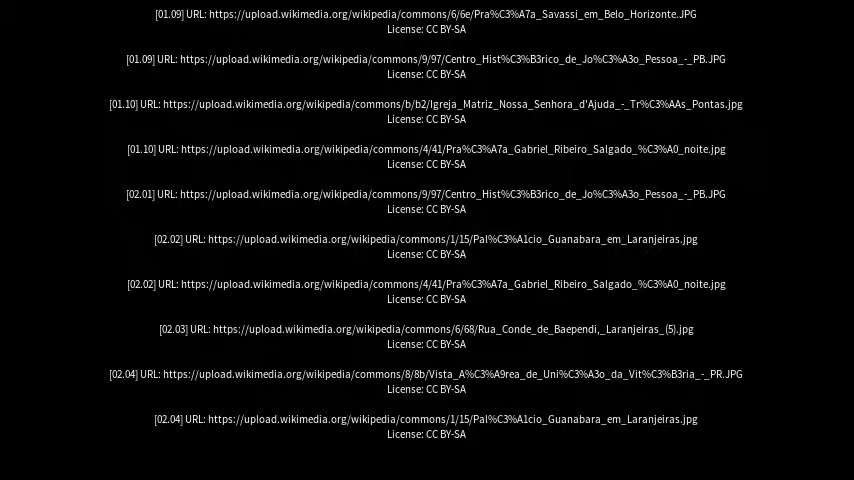 [01.09] URL: https://upload.wikimedia.org/wikipedia/commons/6/6e/Pra%C3%A7a_Savassi_em_Belo_Horizonte.JPG
License: CC BY-SA
[01.09] URL: https://upload.wikimedia.org/wikipedia/commons/9/97/Centro_Hist%C3%B3rico_de_Jo%C3%A3o_Pessoa_-_PB.JPG
License: CC BY-SA
[01.10] URL: https://upload.wikimedia.org/wikipedia/commons/b/b2/Igreja_Matriz_Nossa_Senhora_d'Ajuda_-_Tr%C3%AAs_Pontas.jpg
License: CC BY-SA
[01.10] URL: https://upload.wikimedia.org/wikipedia/commons/4/41/Pra%C3%A7a_Gabriel_Ribeiro_Salgado_%C3%A0_noite.jpg
License: CC BY-SA
[02.01] URL: https://upload.wikimedia.org/wikipedia/commons/9/97/Centro_Hist%C3%B3rico_de_Jo%C3%A3o_Pessoa_-_PB.JPG
License: CC BY-SA
[02.02] URL: https://upload.wikimedia.org/wikipedia/commons/1/15/Pal%C3%A1cio_Guanabara_em_Laranjeiras.jpg
License: CC BY-SA
[02.02] URL: https://upload.wikimedia.org/wikipedia/commons/4/41/Pra%C3%A7a_Gabriel_Ribeiro_Salgado_%C3%A0_noite.jpg
License: CC BY-SA
[02.03] URL: https://upload.wikimedia.org/wikipedia/commons/6/68/Rua_Conde_de_Baependi,_Laranjeiras_(5).jpg
License: CC BY-SA
[02.04] URL: https://upload.wikimedia.org/wikipedia/commons/8/8b/Vista_A%C3%A9rea_de_Uni%C3%A3o_da_Vit%C3%B3ria_-_PR.JPG
License: CC BY-SA
[02.04] URL: https://upload.wikimedia.org/wikipedia/commons/1/15/Pal%C3%A1cio_Guanabara_em_Laranjeiras.jpg
License: CC BY-SA